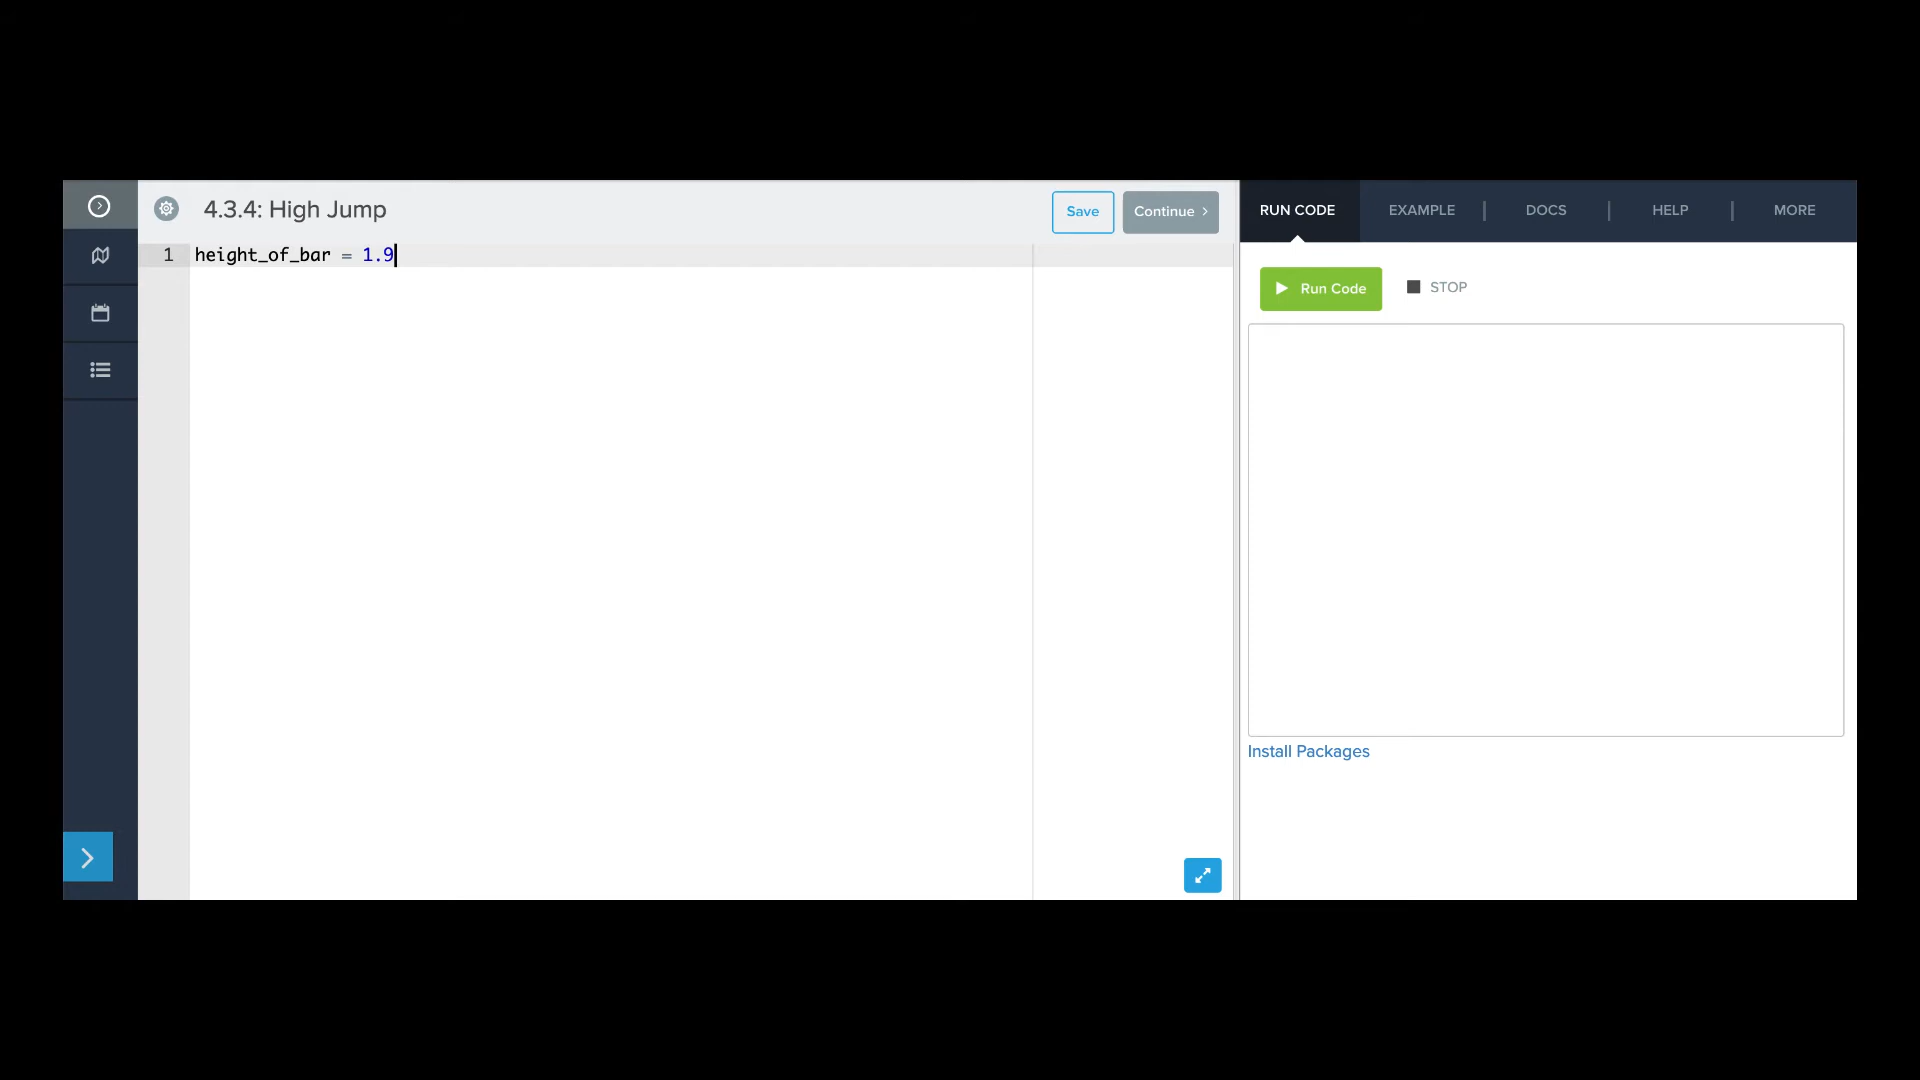 4.3.4: High Jump
Save
Continue
RUN CODE
EXAMPLE
DOCS
HELP
MORE
1 height_of_bar = 1.9
Run Code
STOP
Install Packages